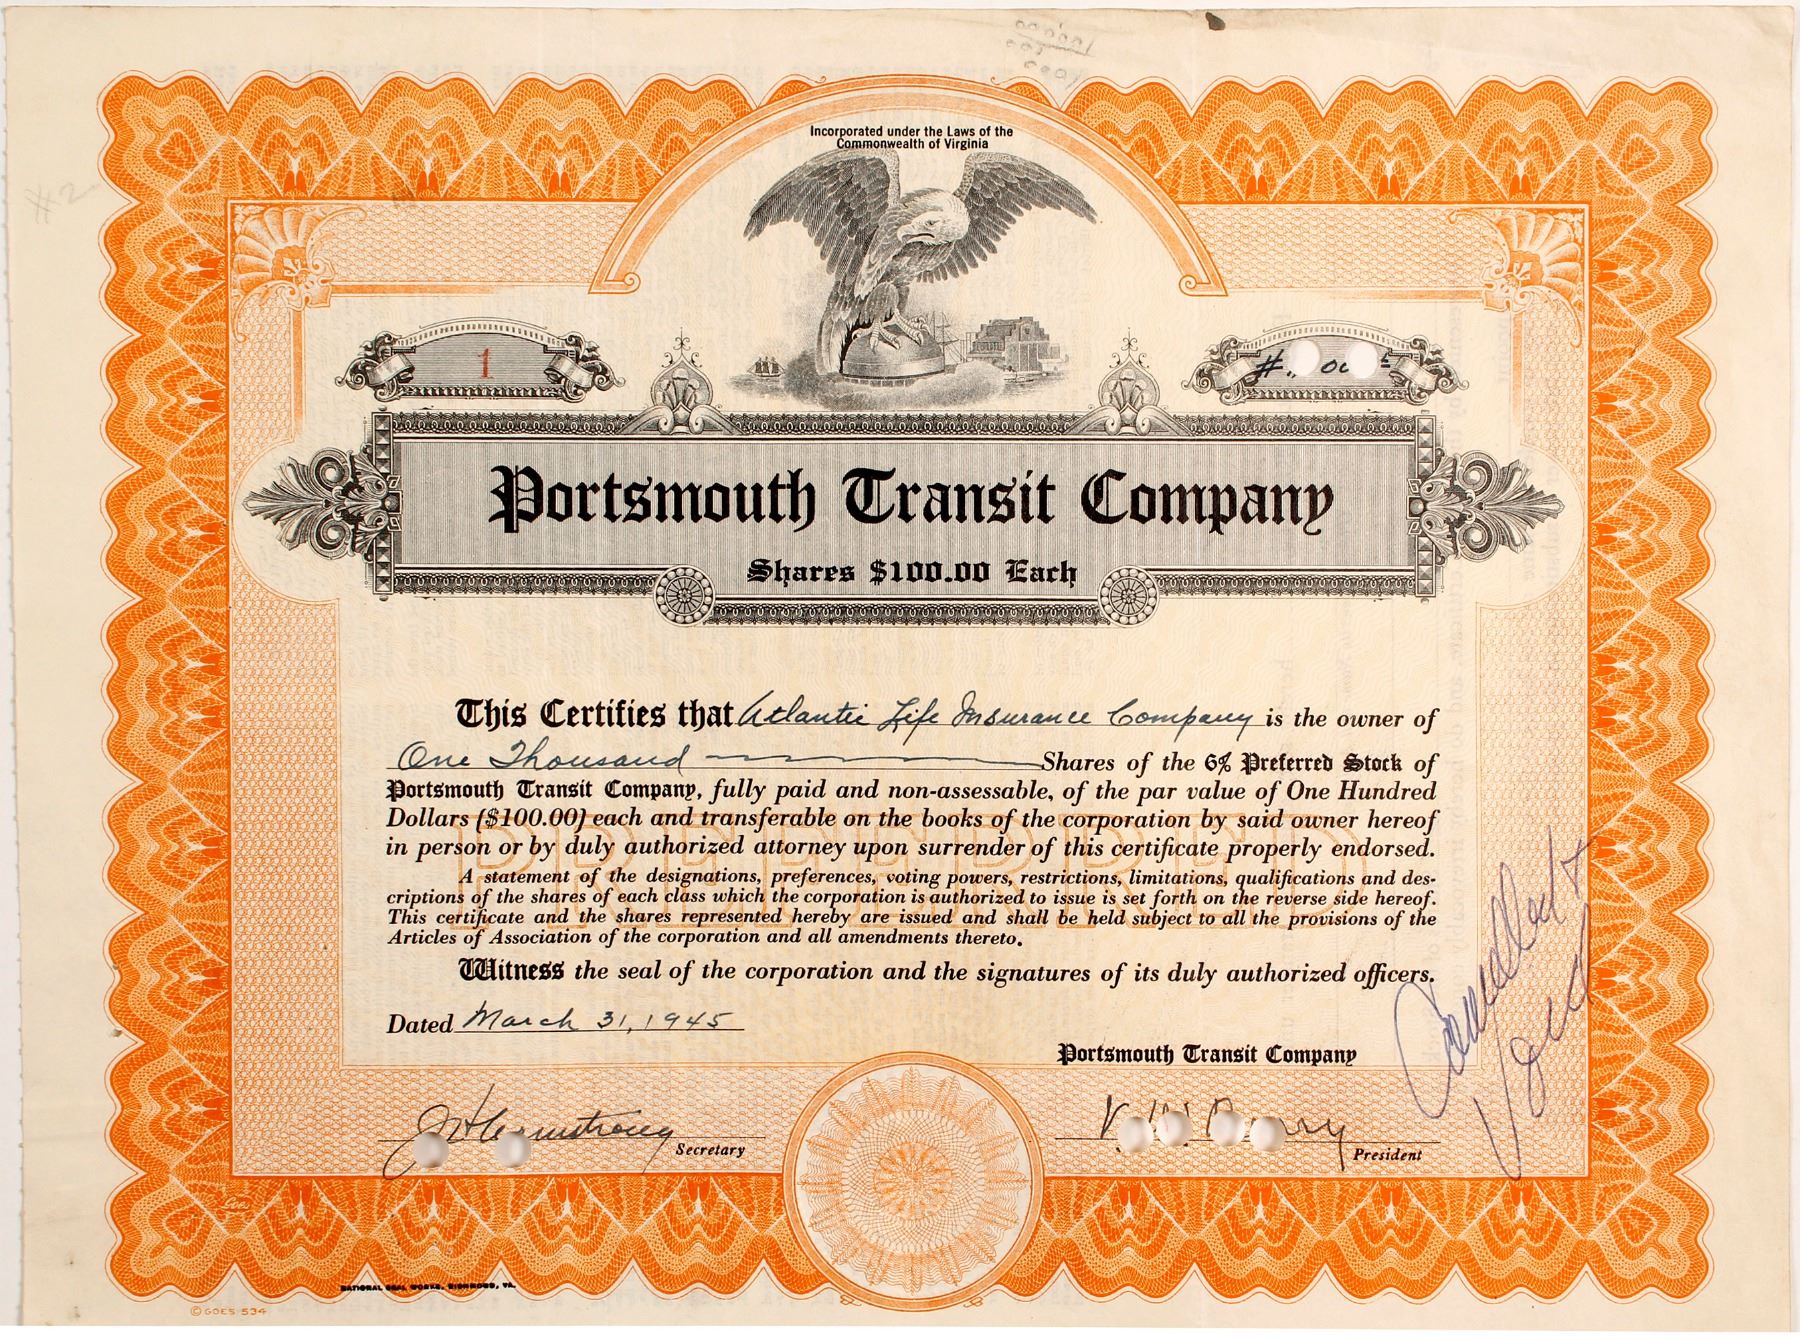 #2
Incorporated under the Laws of the
Commonwealth of Virginia
1
Portsmouth Transit Company
Shares $100.00 Each
This Certifies that Atlantic Life Insurance Company is the owner of
One Thousand Shares of the 6% Preferred Stock of
Portsmouth Transit Company, fully paid and non-assessable, of the par value of One Hundred
Dollars ($100.00) each and transferable on the books of the corporation by said owner hereof
in person or by duly authorized attorney upon surrender of this certificate properly endorsed.
PREFERRED
A statement of the designations, preferences, voting powers, restrictions, limitations, qualifications and des-
criptions of the shares of each class which the corporation is authorized to issue is set forth on the reverse side hereof.
This certificate and the shares represented hereby are issued and shall be held subject to all the provisions of the
Articles of Association of the corporation and all amendments thereto.
Witness the seal of the corporation and the signatures of its duly authorized officers.
Dated March 31, 1945
Portsmouth Transit Company
Secretary
President
Cancelled +
Void
Goes
NATIONAL SEAL WORKS, RICHMOND, VA.
© GOES 534